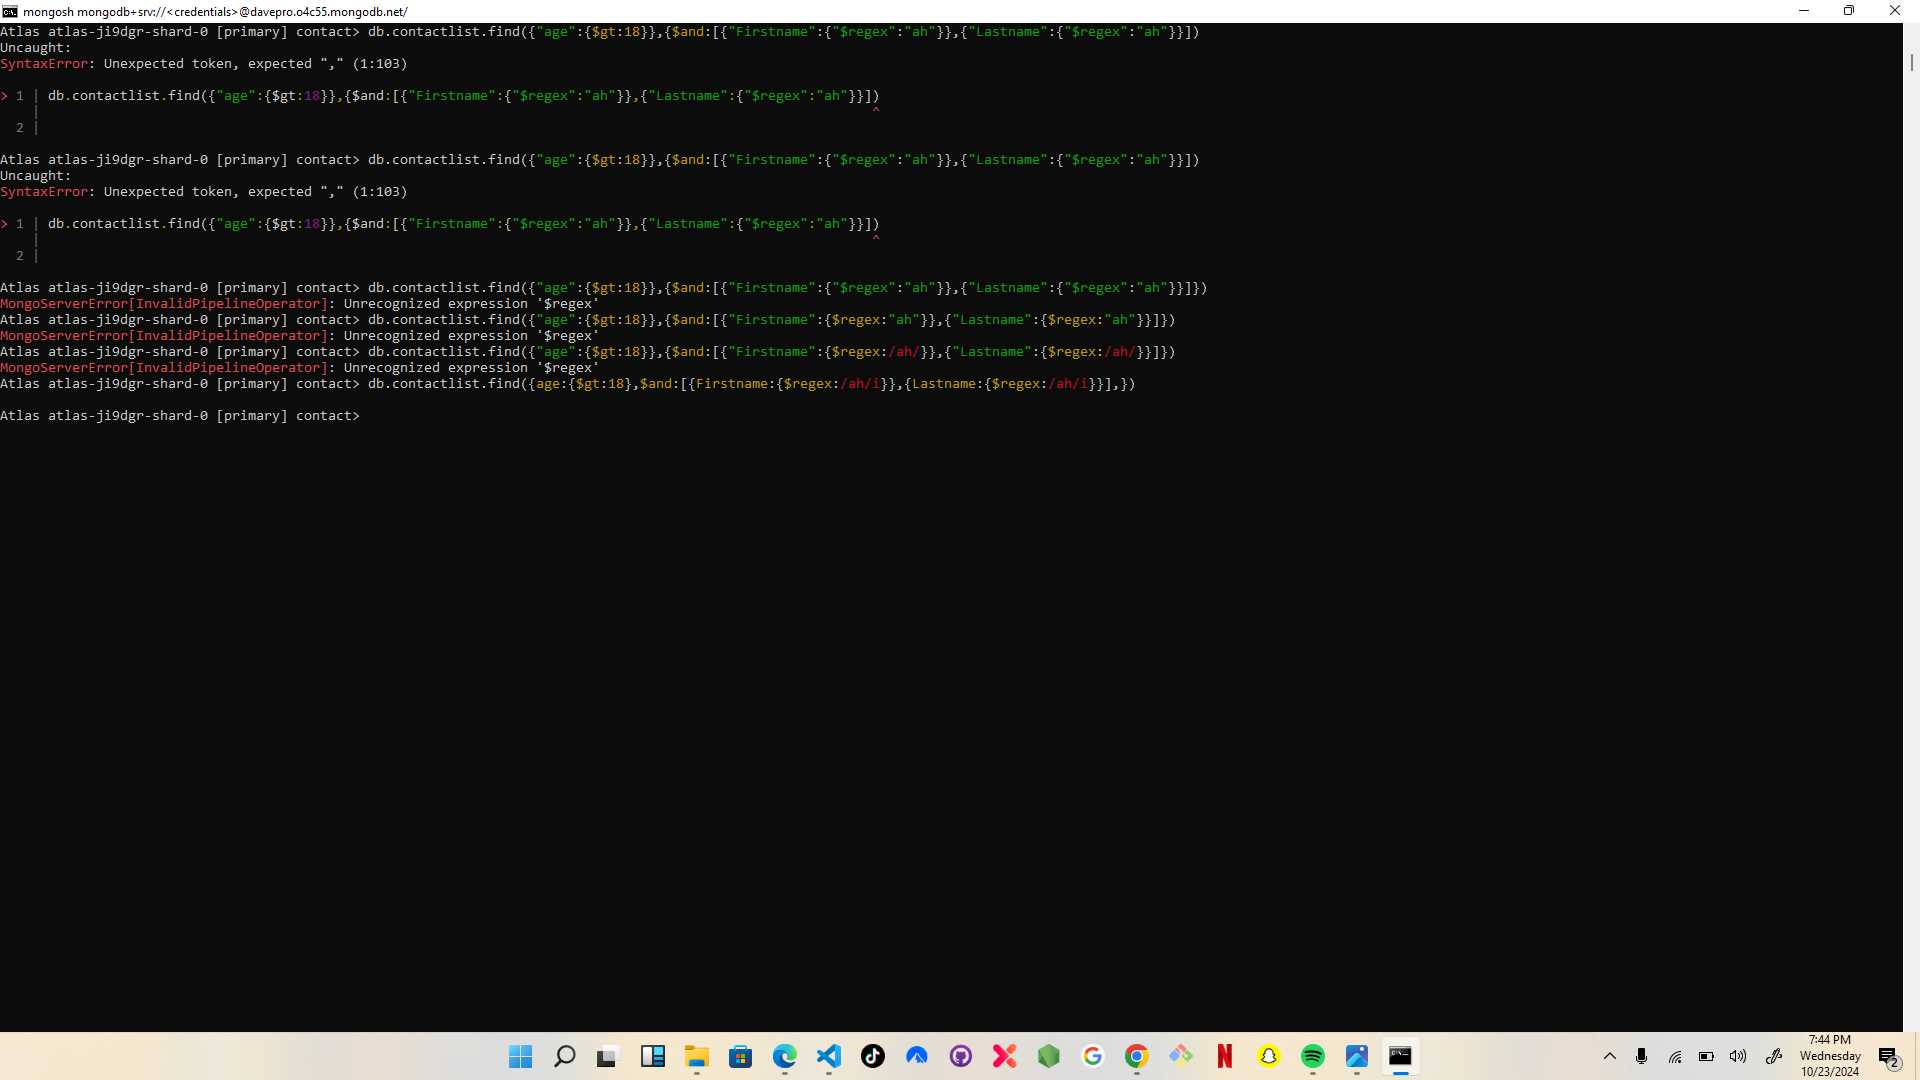 mongosh mongodb+srv://<credentials>@davepro.o4c55.mongodb.net/
Atlas atlas-ji9dgr-shard-0 [primary] contact> db.contactlist.find({"age":{$gt:18}},{$and:[{"Firstname":{"$regex":"ah"}},{"Lastname":{"$regex":"ah"}}])
Uncaught:
SyntaxError: Unexpected token, expected "," (1:103)
> 1 | db.contactlist.find({"age":{$gt:18}},{$and:[{"Firstname":{"$regex":"ah"}},{"Lastname":{"$regex":"ah"}}])
| ^
2 |
Atlas atlas-ji9dgr-shard-0 [primary] contact> db.contactlist.find({"age":{$gt:18}},{$and:[{"Firstname":{"$regex":"ah"}},{"Lastname":{"$regex":"ah"}}])
Uncaught:
SyntaxError: Unexpected token, expected "," (1:103)
> 1 | db.contactlist.find({"age":{$gt:18}},{$and:[{"Firstname":{"$regex":"ah"}},{"Lastname":{"$regex":"ah"}}])
| ^
2 |
Atlas atlas-ji9dgr-shard-0 [primary] contact> db.contactlist.find({"age":{$gt:18}},{$and:[{"Firstname":{"$regex":"ah"}},{"Lastname":{"$regex":"ah"}}]})
MongoServerError[InvalidPipelineOperator]: Unrecognized expression '$regex'
Atlas atlas-ji9dgr-shard-0 [primary] contact> db.contactlist.find({"age":{$gt:18}},{$and:[{"Firstname":{$regex:"ah"}},{"Lastname":{$regex:"ah"}}]})
MongoServerError[InvalidPipelineOperator]: Unrecognized expression '$regex'
Atlas atlas-ji9dgr-shard-0 [primary] contact> db.contactlist.find({"age":{$gt:18}},{$and:[{"Firstname":{$regex:/ah/}},{"Lastname":{$regex:/ah/}}]})
MongoServerError[InvalidPipelineOperator]: Unrecognized expression '$regex'
Atlas atlas-ji9dgr-shard-0 [primary] contact> db.contactlist.find({age:{$gt:18},$and:[{Firstname:{$regex:/ah/i}},{Lastname:{$regex:/ah/i}}],})
Atlas atlas-ji9dgr-shard-0 [primary] contact>
7:44 PM
Wednesday
10/23/2024
2